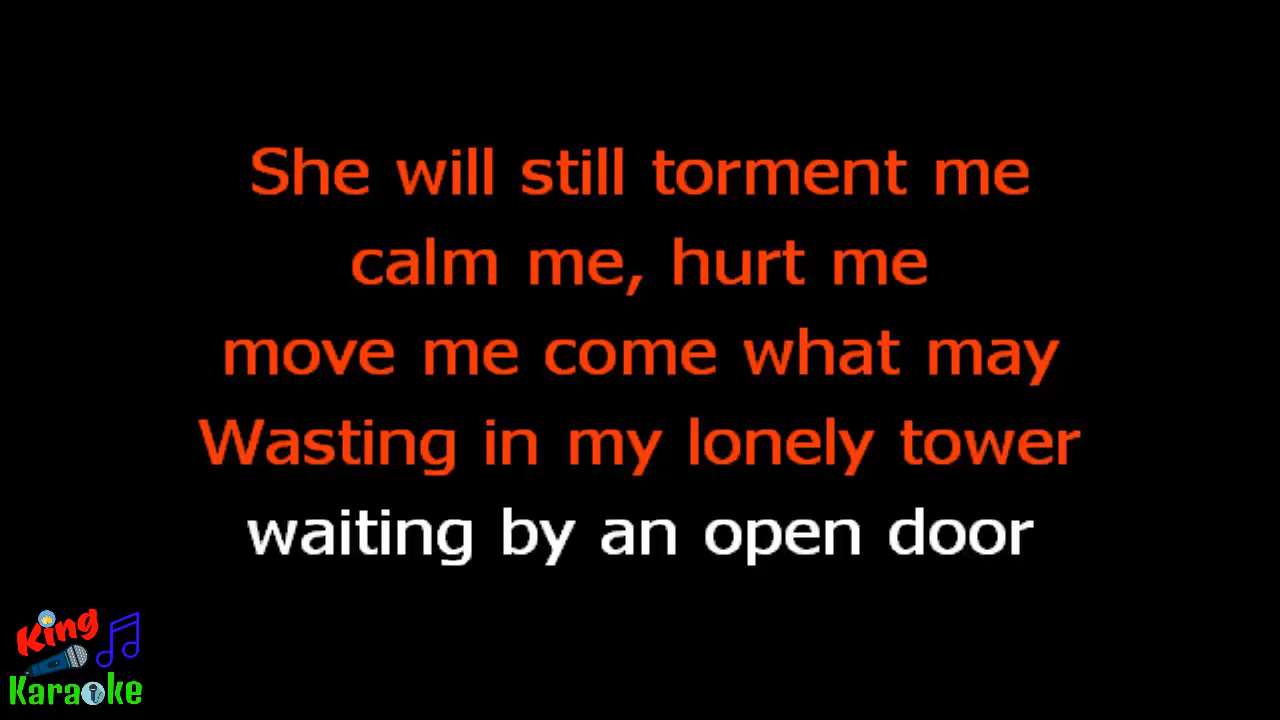 She will still torment me
calm me, hurt me
move me come what may
Wasting in my lonely tower
waiting by an open door
King
Karaoke